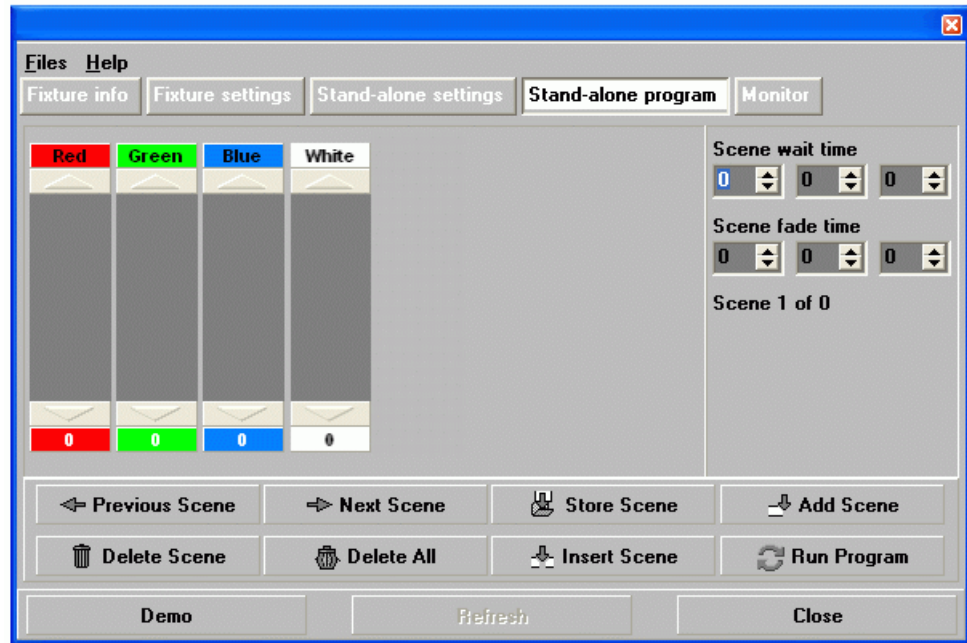 Files Help
Fixture info Fixture settings Stand-alone settings Stand-alone program Monitor
Red Green Blue White
Scene wait time
0 0 0
Scene fade time
0 0 0
Scene 1 of 0
0 0 0 0
Previous Scene Next Scene Store Scene Add Scene
Delete Scene Delete All Insert Scene Run Program
Demo Refresh Close